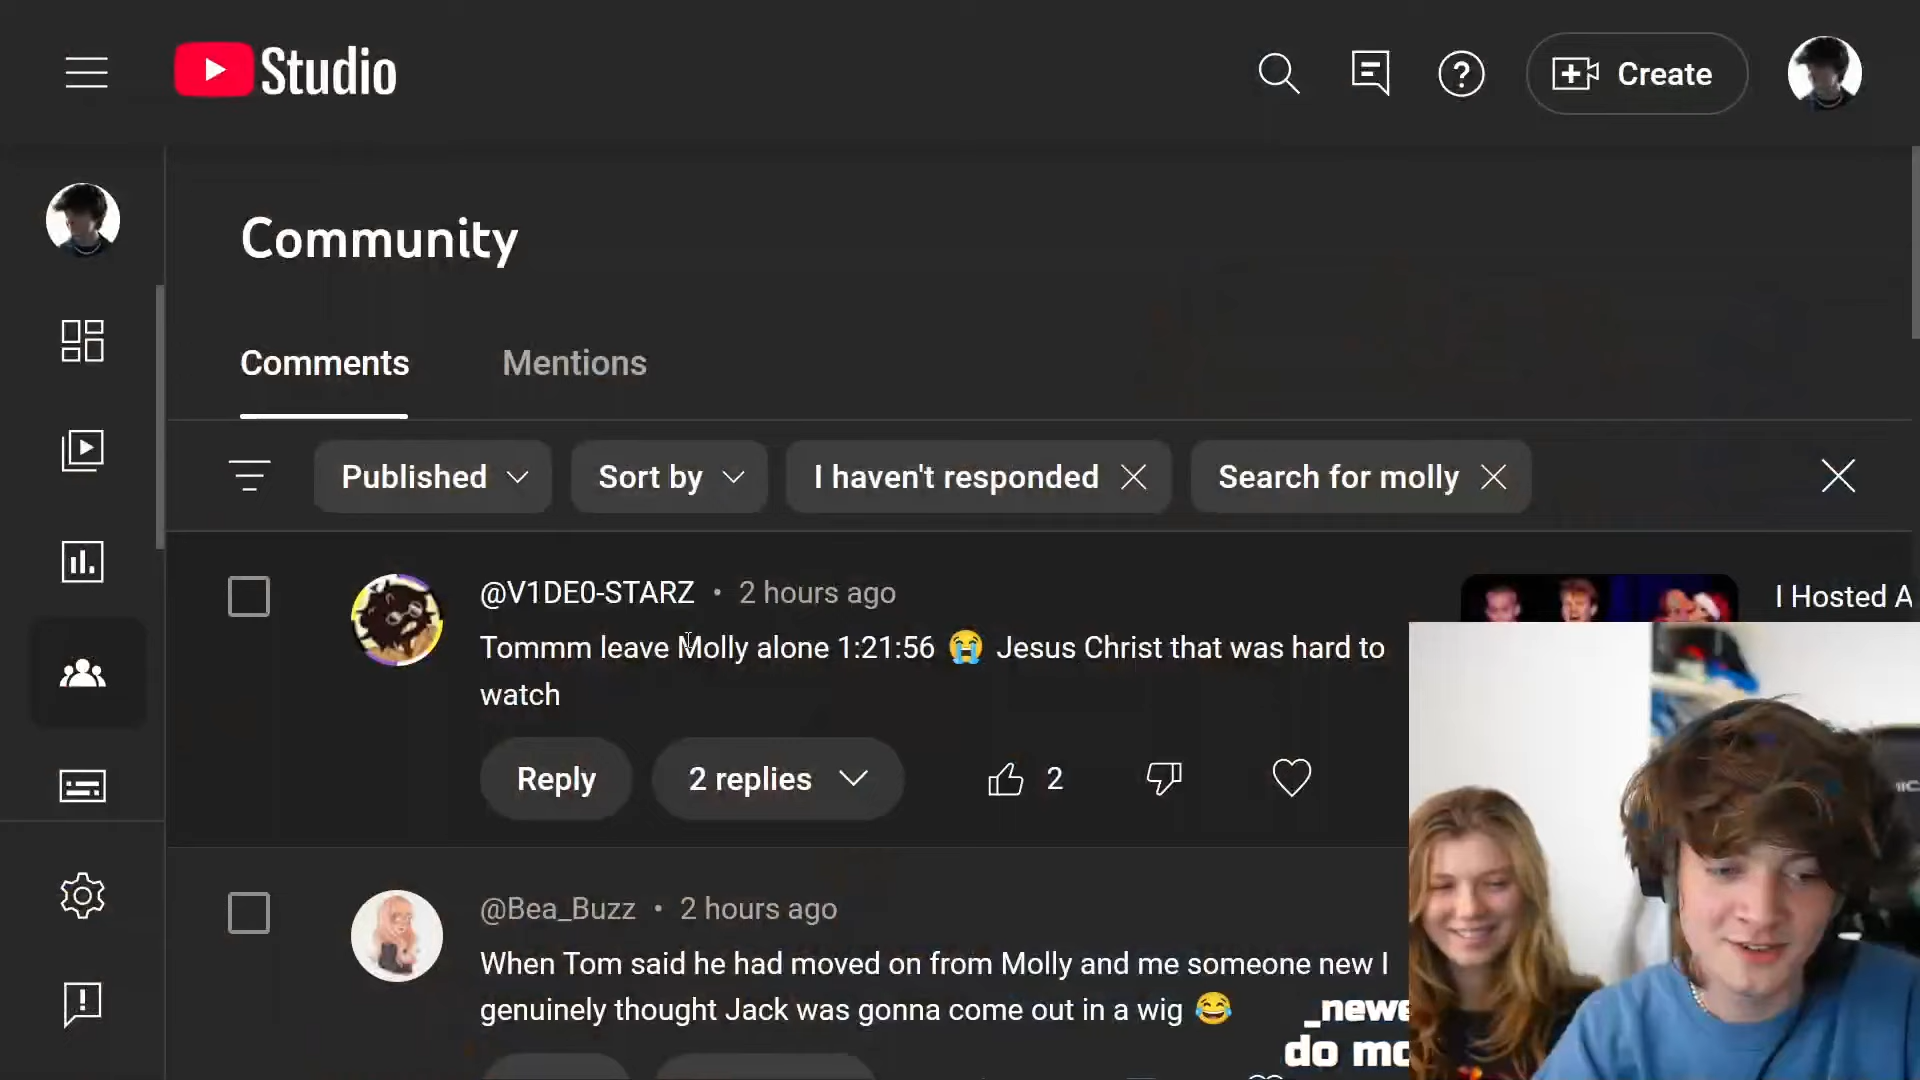 Studio
Create
Community
Comments
Mentions
Published
Sort by
I haven't responded
Search for molly
@V1DE0-STARZ • 2 hours ago
Tommm leave Molly alone 1:21:56 😭 Jesus Christ that was hard to
watch
I Hosted A
Reply
2 replies
2
@Bea_Buzz • 2 hours ago
When Tom said he had moved on from Molly and me someone new I
genuinely thought Jack was gonna come out in a wig 😂
do